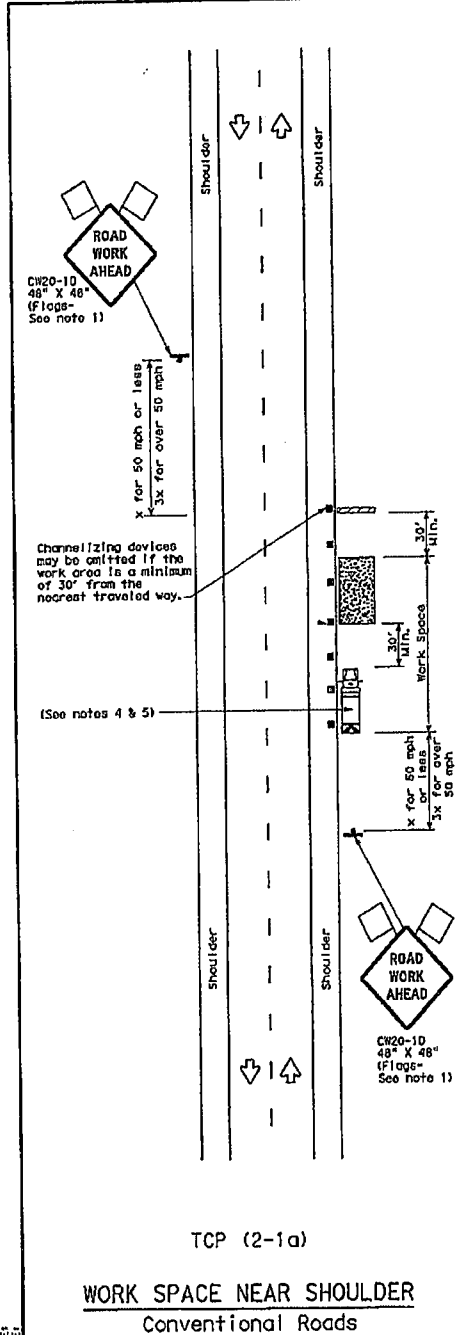 Shoulder
Shoulder
ROAD
WORK
AHEAD
CW20-1D
48" X 48"
(Flags-
See note 1)
x for 50 mph or less
3x for over 50 mph
Channelizing devices
may be omitted if the
work area is a minimum
of 30' from the
nearest traveled way.
30'
Min.
30'
Min.
Work Space
(See notes 4 & 5)
x for 50 mph
or less
3x for over
50 mph
Shoulder
Shoulder
ROAD
WORK
AHEAD
CW20-1D
48" X 48"
(Flags-
See note 1)
TCP (2-1a)
WORK SPACE NEAR SHOULDER
Conventional Roads